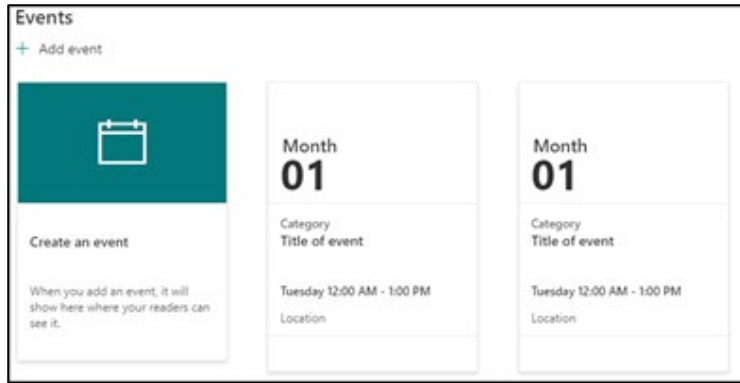 Events
+ Add event
Create an event
When you add an event, it will
show here where your readers can
see it.
Month
01
Category
Title of event
Tuesday 12:00 AM - 1:00 PM
Location
Month
01
Category
Title of event
Tuesday 12:00 AM - 1:00 PM
Location